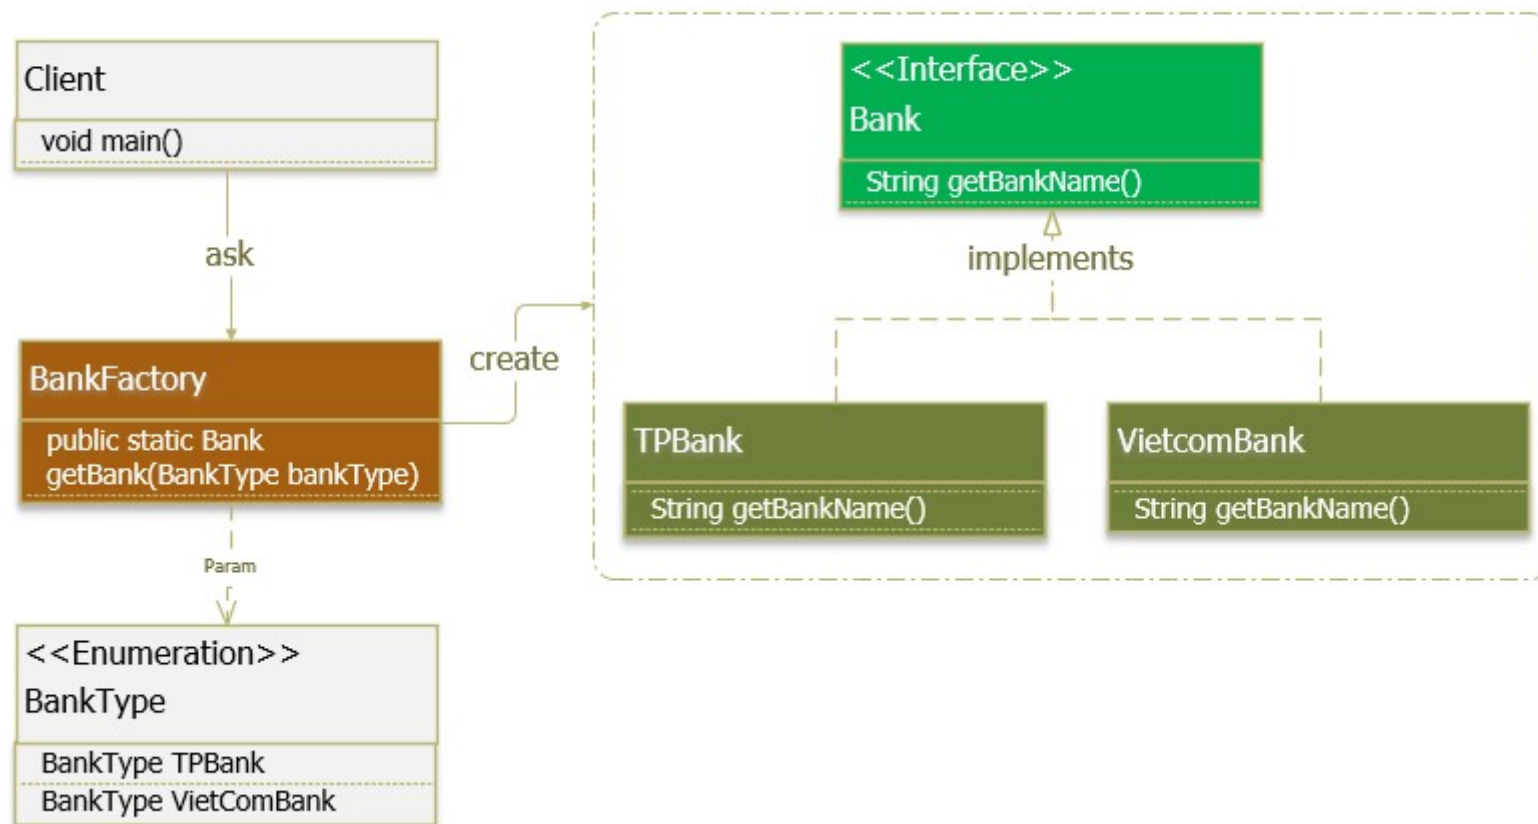 Client
void main()
ask
BankFactory
public static Bank
getBank(BankType bankType)
Param
<<Enumeration>>
BankType
BankType TPBank
BankType VietComBank
create
<<Interface>>
Bank
String getBankName()
implements
TPBank
String getBankName()
VietcomBank
String getBankName()